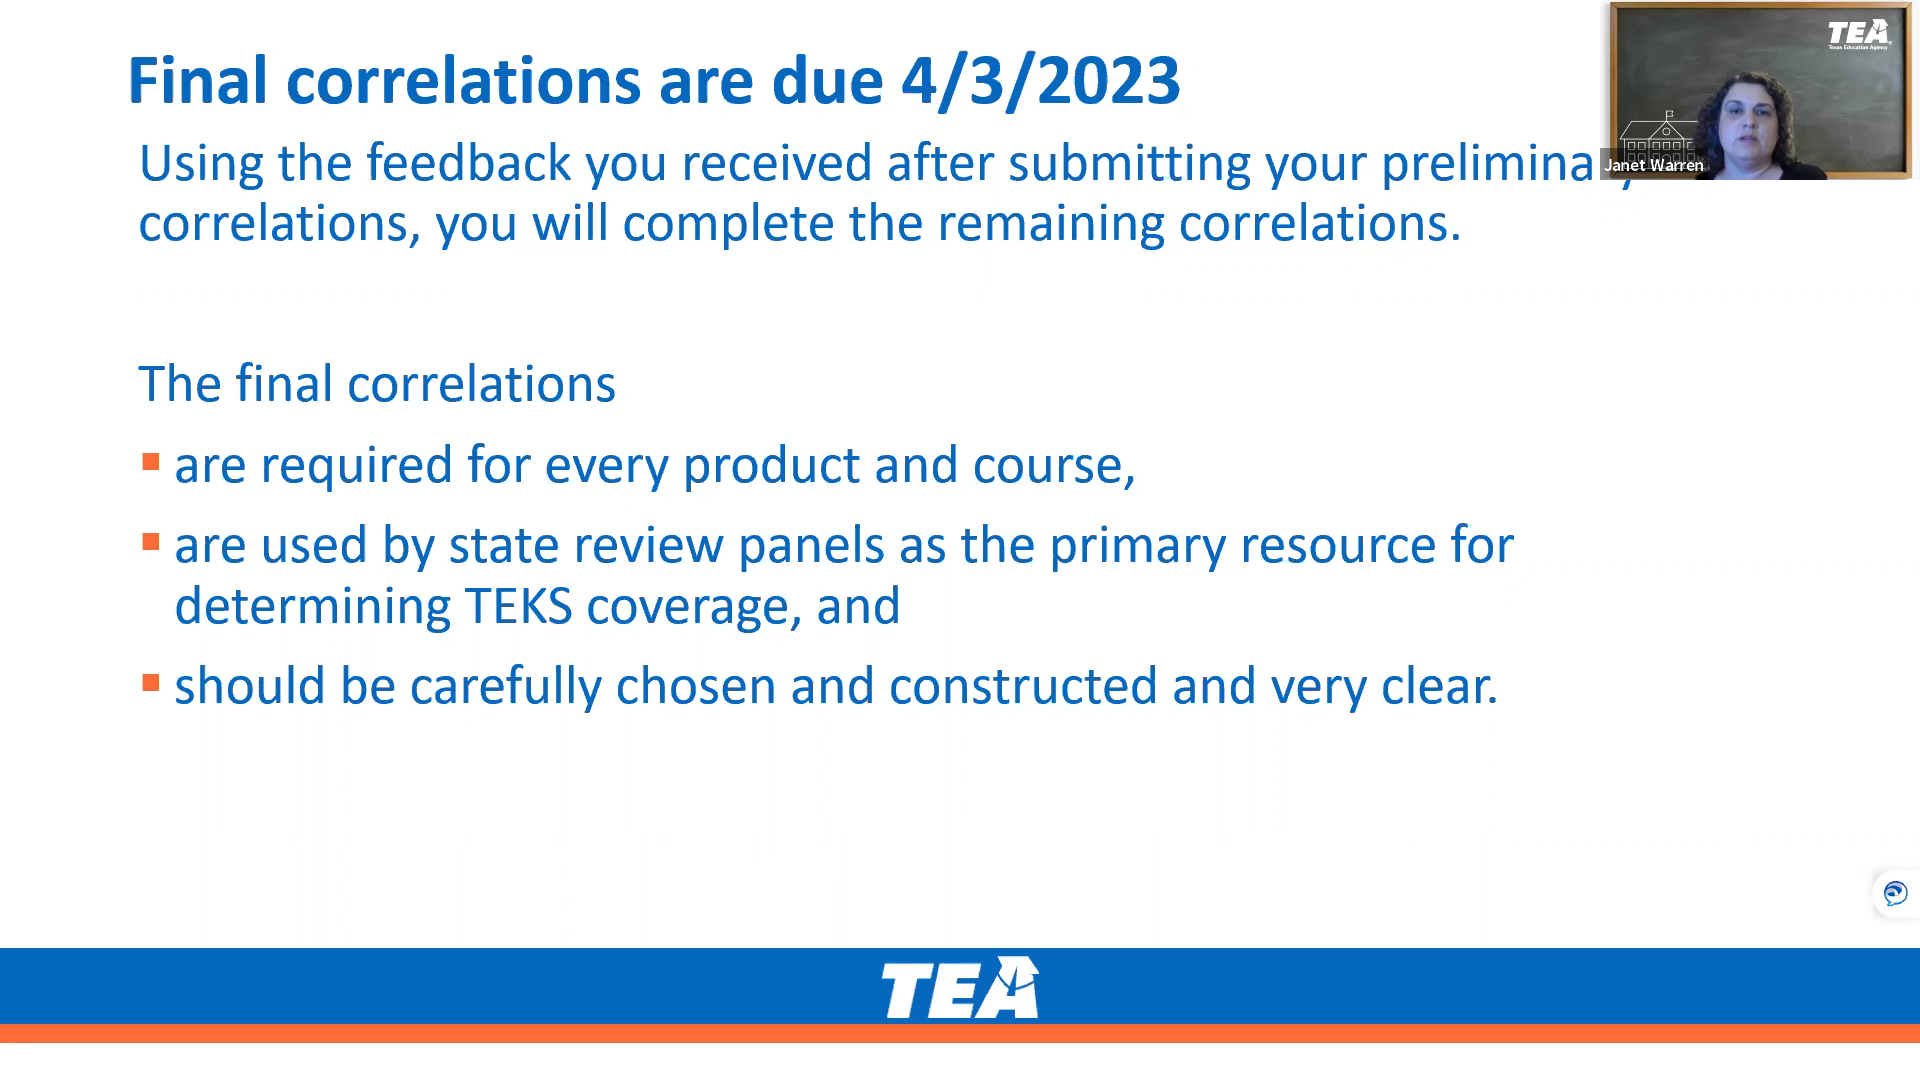 Final correlations are due 4/3/2023
TEA
Texas Education Agency
Using the feedback you received after submitting your
Janet Warren
correlations, you will complete the remaining correlations.
The final correlations
are required for every product and course,
are used by state review panels as the primary resource for
determining TEKS coverage, and
should be carefully chosen and constructed and very clear.
TEA